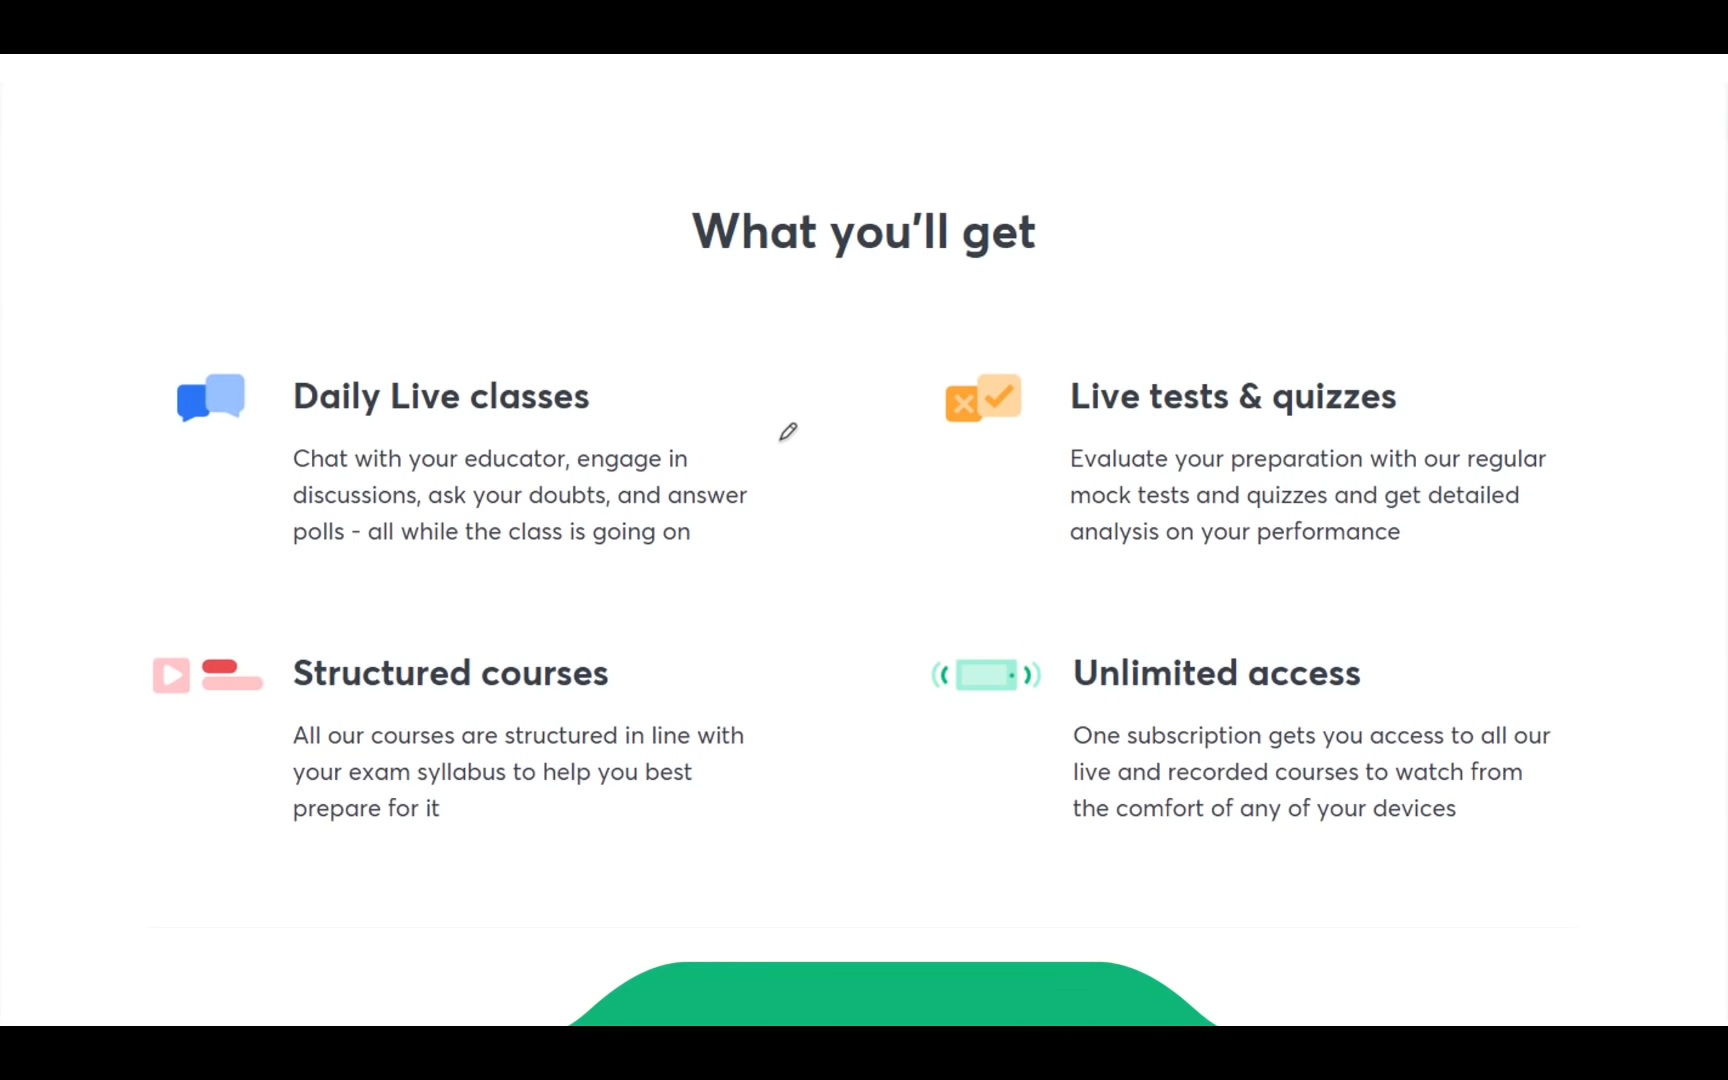 What you'll get
Daily Live classes
Chat with your educator, engage in
discussions, ask your doubts, and answer
polls - all while the class is going on
Live tests & quizzes
Evaluate your preparation with our regular
mock tests and quizzes and get detailed
analysis on your performance
Structured courses
All our courses are structured in line with
your exam syllabus to help you best
prepare for it
Unlimited access
One subscription gets you access to all our
live and recorded courses to watch from
the comfort of any of your devices